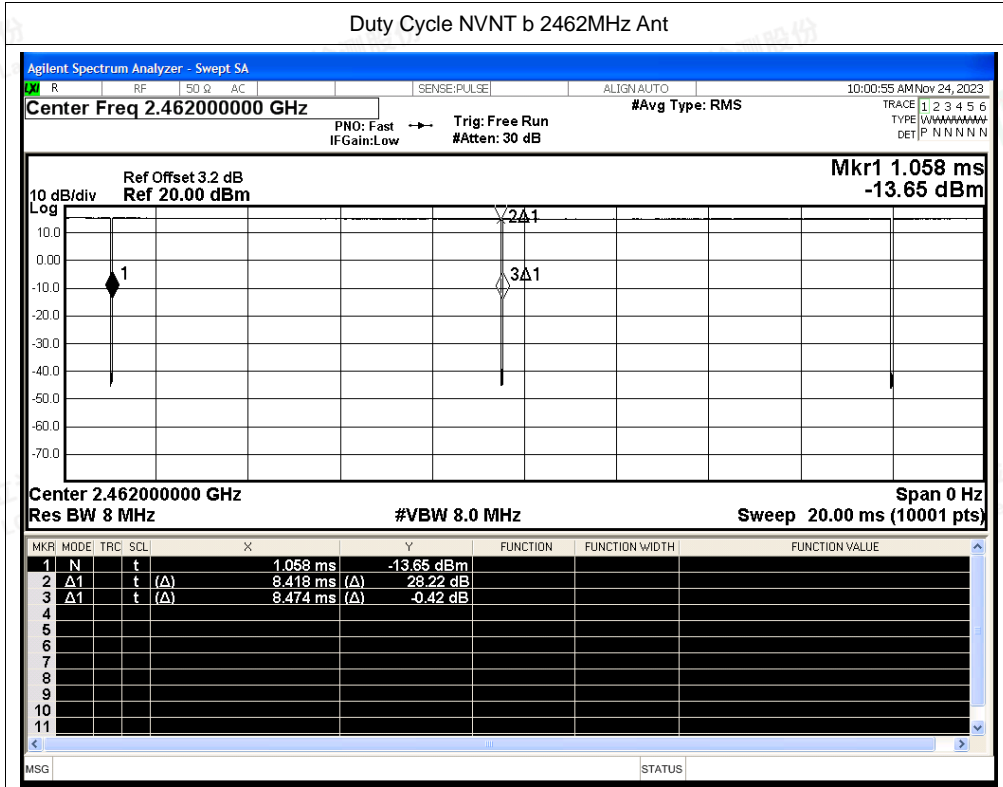 Duty Cycle NVNT b 2462MHz Ant
Agilent Spectrum Analyzer - Swept SA
LXI R RF 50 Ω AC SENSE:PULSE ALIGN AUTO 10:00:55 AM Nov 24, 2023
Center Freq 2.462000000 GHz #Avg Type: RMS TRACE 1 2 3 4 5 6
PNO: Fast Trig: Free Run TYPE
IFGain:Low #Atten: 30 dB DET P N N N N N
Mkr1 1.058 ms
Ref Offset 3.2 dB
10 dB/div Ref 20.00 dBm -13.65 dBm
Log
2Δ1
10.0
0.00
1 3Δ1
-10.0
-20.0
-30.0
-40.0
-50.0
-60.0
-70.0
Center 2.462000000 GHz Span 0 Hz
Res BW 8 MHz #VBW 8.0 MHz Sweep 20.00 ms (10001 pts)
MKR MODE TRC SCL X Y FUNCTION FUNCTION WIDTH FUNCTION VALUE
1 N t 1.058 ms -13.65 dBm
2 Δ1 t (Δ) 8.418 ms (Δ) 28.22 dB
3 Δ1 t (Δ) 8.474 ms (Δ) -0.42 dB
4
5
6
7
8
9
10
11
MSG STATUS